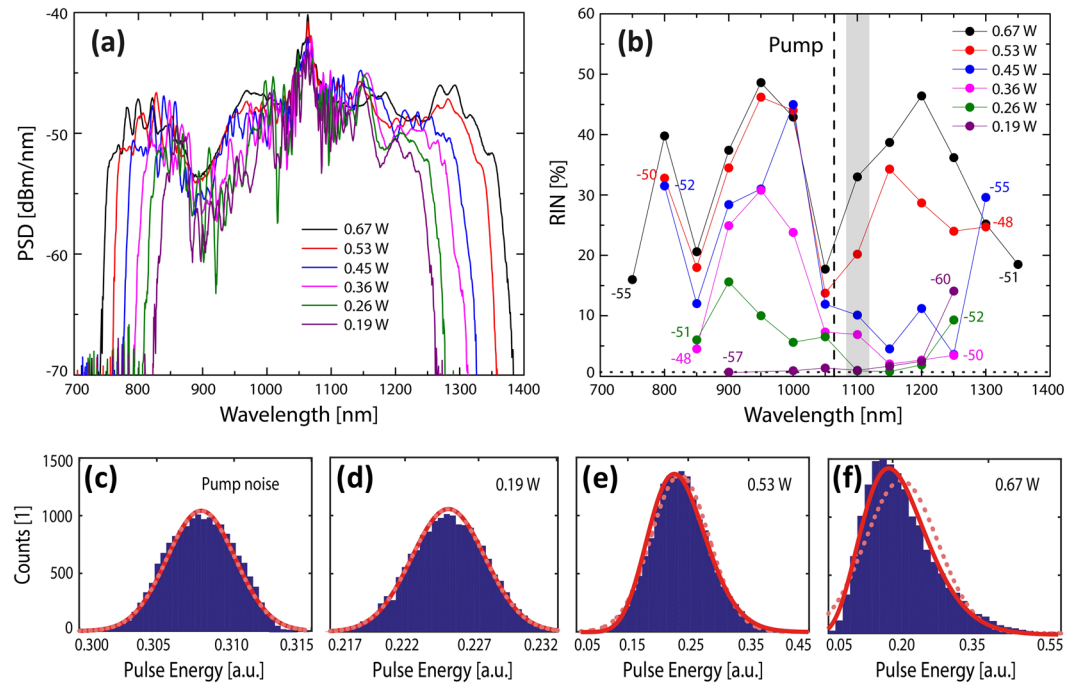 (a)
-40
-50
-60
-70
PSD [dBm/nm]
0.67 W
0.53 W
0.45 W
0.36 W
0.26 W
0.19 W
700 800 900 1000 1100 1200 1300 1400
Wavelength [nm]
(b)
Pump
60
50
40
30
20
10
0
RIN [%]
0.67 W
0.53 W
0.45 W
0.36 W
0.26 W
0.19 W
-50
-52
-55
-55
-48
-51
-60
-51
-52
-48
-57
-50
700 800 900 1000 1100 1200 1300 1400
Wavelength [nm]
(c)
Pump noise
1500
1000
500
0
Counts [1]
0.300 0.305 0.310 0.315
Pulse Energy [a.u.]
(d)
0.19 W
0.217 0.222 0.227 0.232
Pulse Energy [a.u.]
(e)
0.53 W
0.05 0.15 0.25 0.35 0.45
Pulse Energy [a.u.]
(f)
0.67 W
0.05 0.20 0.35 0.55
Pulse Energy [a.u.]